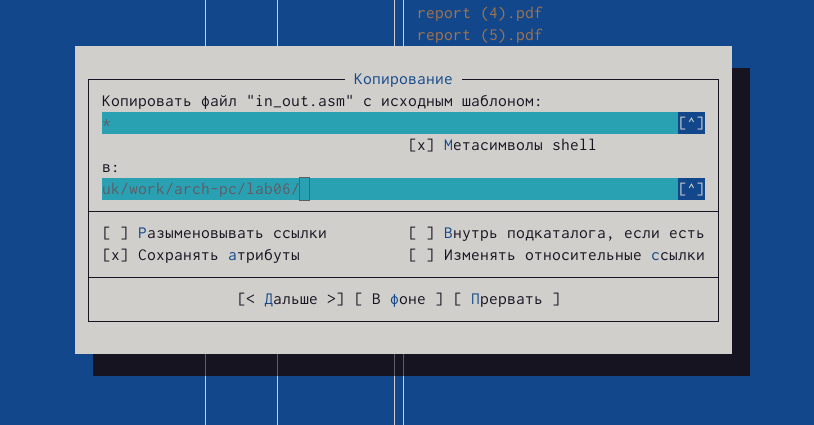 report (4).pdf
report (5).pdf
Копирование
Копировать файл "in_out.asm" с исходным шаблоном:
* [^]
[x] Метасимволы shell
в:
uk/work/arch-pc/lab06/ [^]
[ ] Разыменовывать ссылки [ ] Внутрь подкаталога, если есть
[x] Сохранять атрибуты [ ] Изменять относительные ссылки
[< Дальше >] [ В фоне ] [ Прервать ]